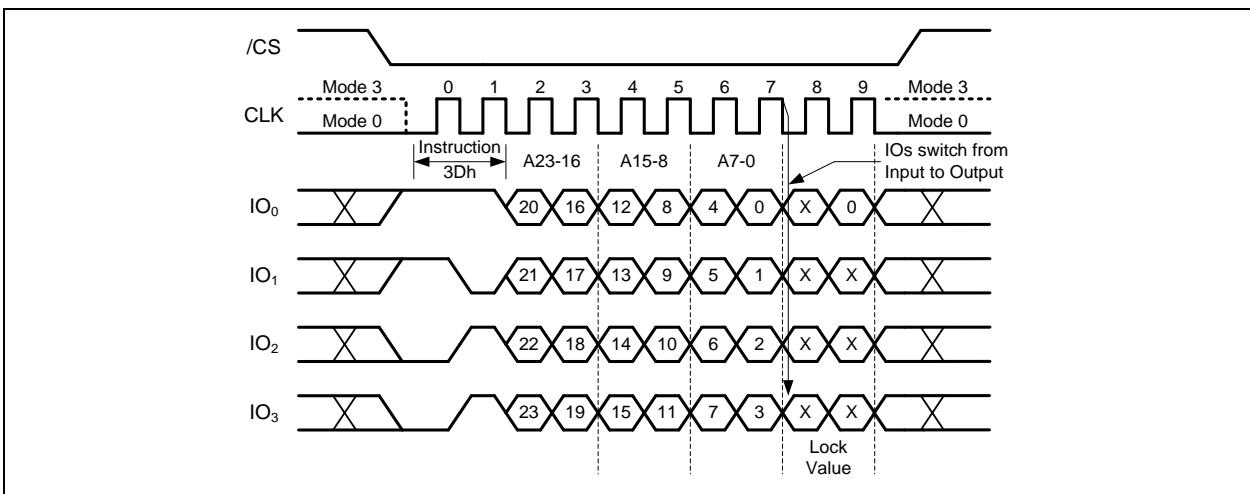 /CS
Mode 3 0 1 2 3 4 5 6 7 8 9 Mode 3
CLK
Mode 0 Mode 0
Instruction
3Dh
A23-16 A15-8 A7-0
IOs switch from
Input to Output
IO0 20 16 12 8 4 0 X 0
IO1 21 17 13 9 5 1 X X
IO2 22 18 14 10 6 2 X X
IO3 23 19 15 11 7 3 X X
Lock
Value